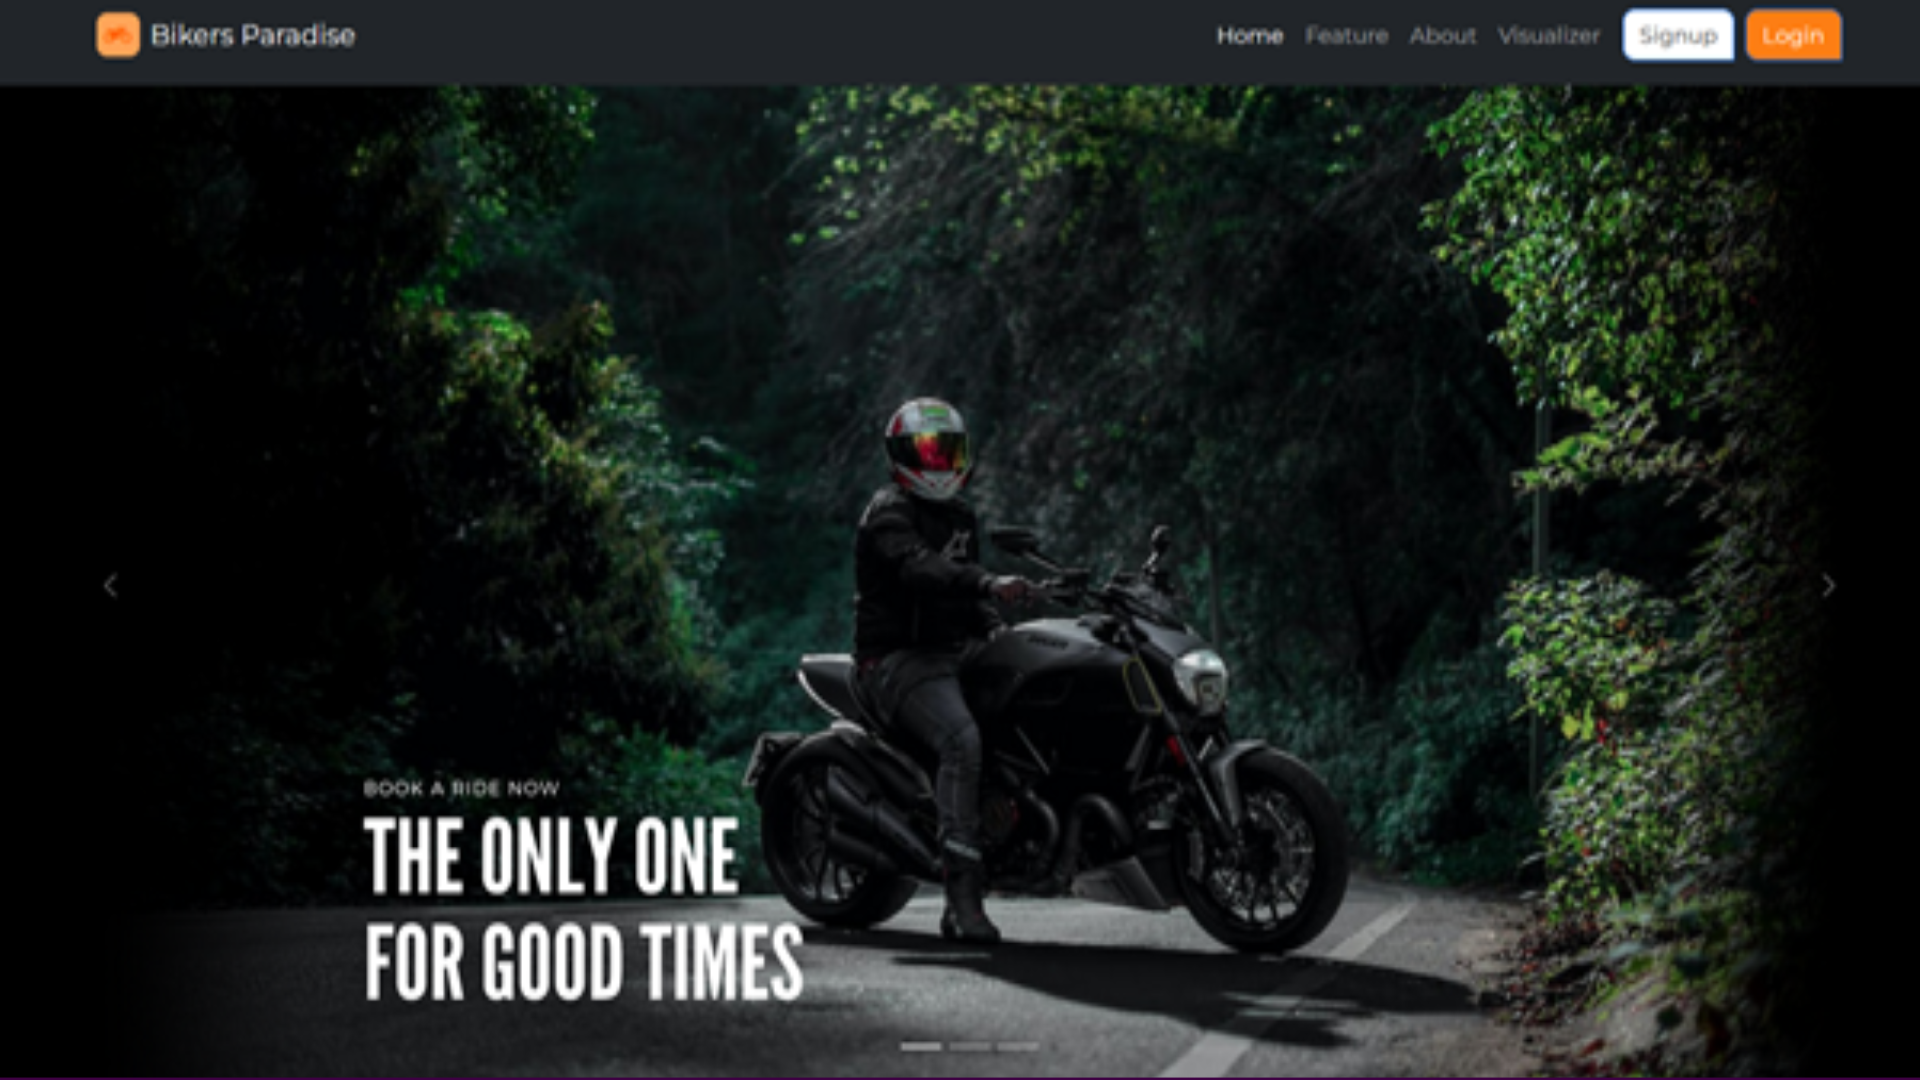 Bikers Paradise
Home Feature About Visualizer Signup Login
BOOK A RIDE NOW
THE ONLY ONE
FOR GOOD TIMES